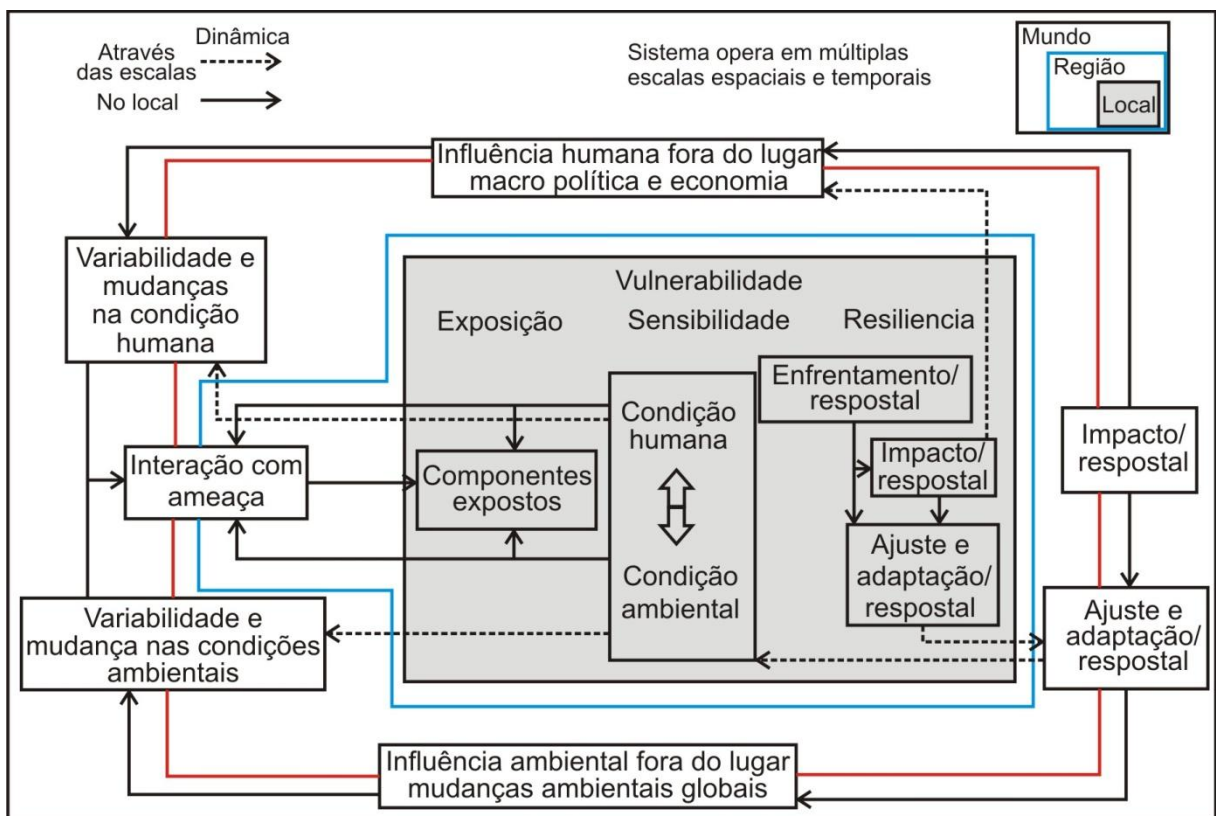 Dinâmica
Através
das escalas
No local
Sistema opera em múltiplas
escalas espaciais e temporais
Mundo
Região
Local
Influência humana fora do lugar
macro política e economia
Variabilidade e
mudanças
na condição
humana
Vulnerabilidade
Exposição
Sensibilidade
Resiliencia
Enfrentamento/
respostal
Condição
humana
Impacto/
respostal
Impacto/
respostal
Interação com
ameaça
Componentes
expostos
Ajuste e
adaptação/
respostal
Condição
ambiental
Variabilidade e
mudança nas condições
ambientais
Ajuste e
adaptação/
respostal
Influência ambiental fora do lugar
mudanças ambientais globais